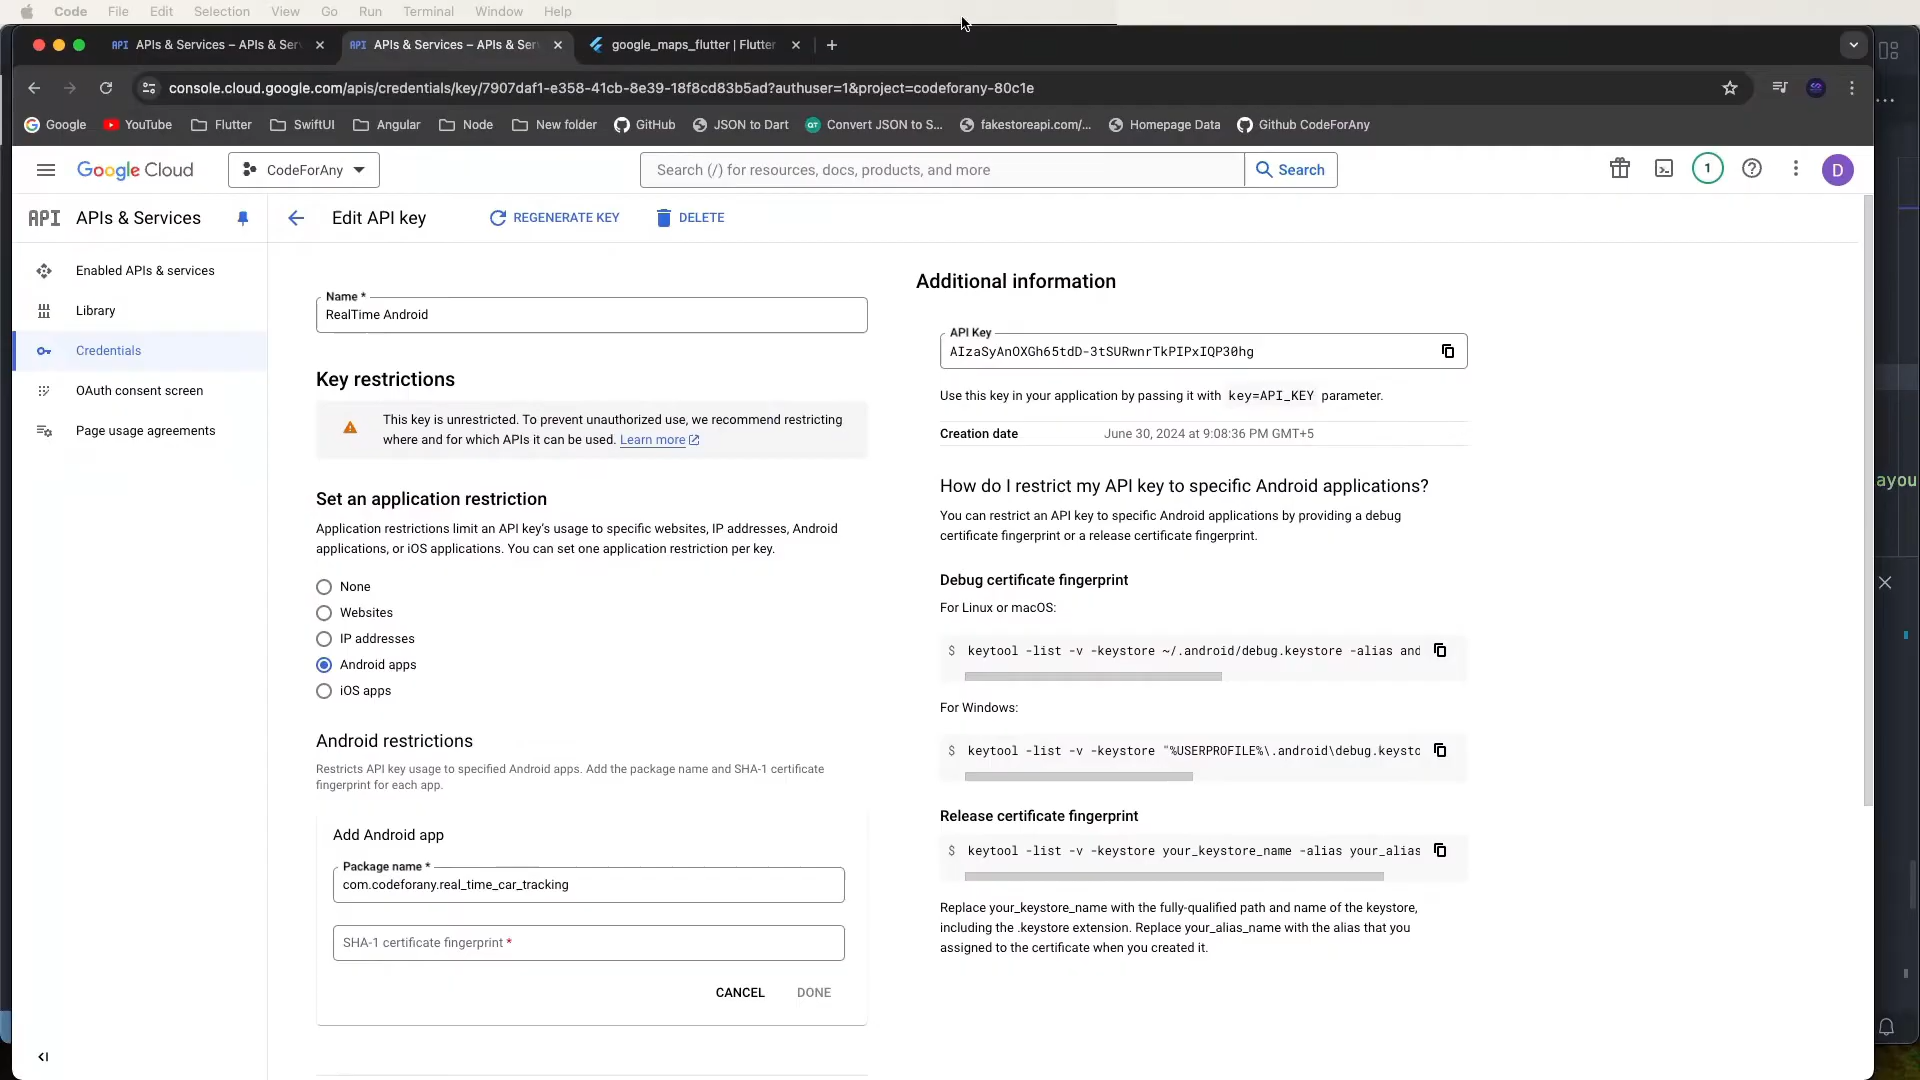 Code File Edit Selection View Go Run Terminal Window Help
API APIs & Services – APIs & Ser
API APIs & Services – APIs & Ser
google_maps_flutter | Flutter
console.cloud.google.com/apis/credentials/key/7907daf1-e358-41cb-8e39-18f8cd83b5ad?authuser=1&project=codeforany-80c1e
Google YouTube Flutter SwiftUI Angular Node New folder GitHub JSON to Dart Convert JSON to S... fakestoreapi.com/... Homepage Data Github CodeForAny
Google Cloud
CodeForAny
Search (/) for resources, docs, products, and more
Search
1
D
API APIs & Services
Enabled APIs & services
Library
Credentials
OAuth consent screen
Page usage agreements
Edit API key
REGENERATE KEY
DELETE
Name *
RealTime Android
Key restrictions
This key is unrestricted. To prevent unauthorized use, we recommend restricting
where and for which APIs it can be used. Learn more
Set an application restriction
Application restrictions limit an API key’s usage to specific websites, IP addresses, Android
applications, or iOS applications. You can set one application restriction per key.
None
Websites
IP addresses
Android apps
iOS apps
Android restrictions
Restricts API key usage to specified Android apps. Add the package name and SHA-1 certificate
fingerprint for each app.
Add Android app
Package name *
com.codeforany.real_time_car_tracking
SHA-1 certificate fingerprint *
CANCEL
DONE
Additional information
API Key
AIzaSyAnOXGh65tdD-3tSURwnrTkPIPxIQP30hg
Use this key in your application by passing it with key=API_KEY parameter.
Creation date June 30, 2024 at 9:08:36 PM GMT+5
How do I restrict my API key to specific Android applications?
You can restrict an API key to specific Android applications by providing a debug
certificate fingerprint or a release certificate fingerprint.
Debug certificate fingerprint
For Linux or macOS:
$ keytool -list -v -keystore ~/.android/debug.keystore -alias and
For Windows:
$ keytool -list -v -keystore "%USERPROFILE%\.android\debug.keysto
Release certificate fingerprint
$ keytool -list -v -keystore your_keystore_name -alias your_alias
Replace your_keystore_name with the fully-qualified path and name of the keystore,
including the .keystore extension. Replace your_alias_name with the alias that you
assigned to the certificate when you created it.
ayou